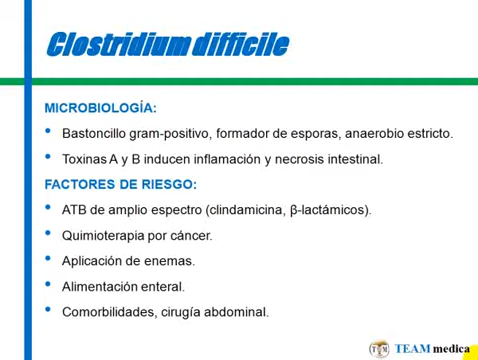 Clostridium difficile
MICROBIOLOGÍA:
• Bastoncillo gram-positivo, formador de esporas, anaerobio estricto.
• Toxinas A y B inducen inflamación y necrosis intestinal.
FACTORES DE RIESGO:
• ATB de amplio espectro (clindamicina, β-lactámicos).
• Quimioterapia por cáncer.
• Aplicación de enemas.
• Alimentación enteral.
• Comorbilidades, cirugía abdominal.
TEAM medica